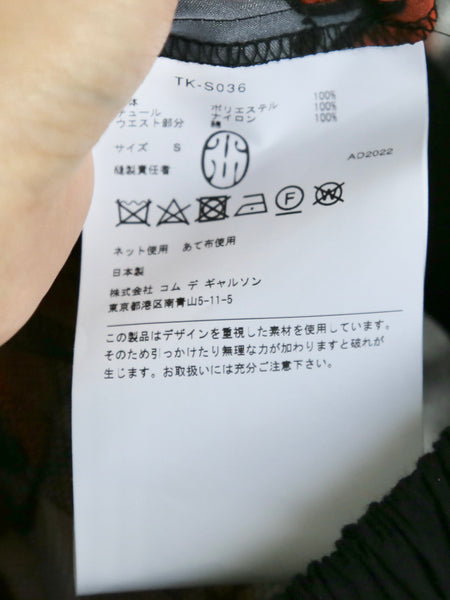 TK-S036
体 ポリエステル 100%
チュール ナイロン 100%
ウエスト部分 綿 100%
サイズ S
縫製責任者
AD2022
ネット使用 あて布使用
日本製
株式会社 コム デ ギャルソン
東京都港区南青山5-11-5
この製品はデザインを重視した素材を使用しています。
そのため引っかけたり無理な力が加わりますと破れが
生じます。お取扱いには充分ご注意下さい。